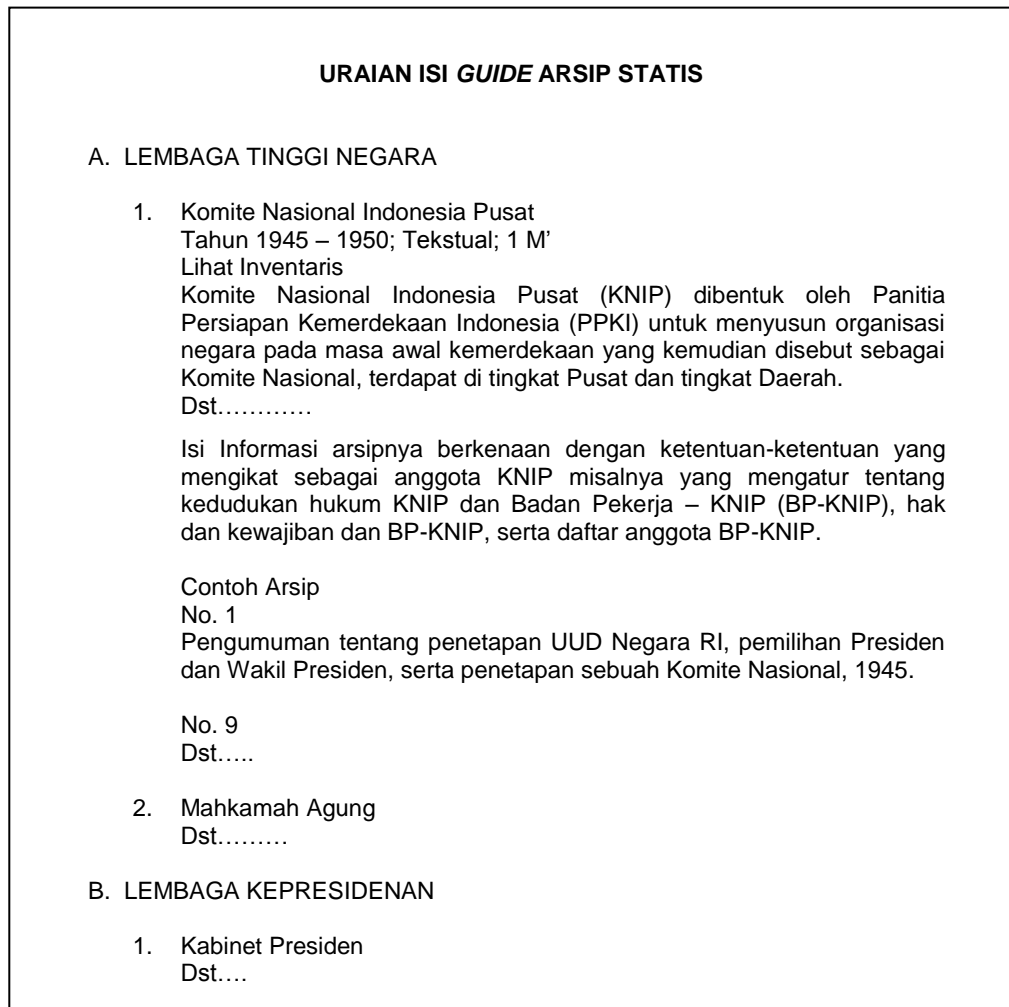 URAIAN ISI GUIDE ARSIP STATIS
A. LEMBAGA TINGGI NEGARA
1. Komite Nasional Indonesia Pusat
Tahun 1945 – 1950; Tekstual; 1 M’
Lihat Inventaris
Komite Nasional Indonesia Pusat (KNIP) dibentuk oleh Panitia
Persiapan Kemerdekaan Indonesia (PPKI) untuk menyusun organisasi
negara pada masa awal kemerdekaan yang kemudian disebut sebagai
Komite Nasional, terdapat di tingkat Pusat dan tingkat Daerah.
Dst…………
Isi Informasi arsipnya berkenaan dengan ketentuan-ketentuan yang
mengikat sebagai anggota KNIP misalnya yang mengatur tentang
kedudukan hukum KNIP dan Badan Pekerja – KNIP (BP-KNIP), hak
dan kewajiban dan BP-KNIP, serta daftar anggota BP-KNIP.
Contoh Arsip
No. 1
Pengumuman tentang penetapan UUD Negara RI, pemilihan Presiden
dan Wakil Presiden, serta penetapan sebuah Komite Nasional, 1945.
No. 9
Dst…..
2. Mahkamah Agung
Dst………
B. LEMBAGA KEPRESIDENAN
1. Kabinet Presiden
Dst….